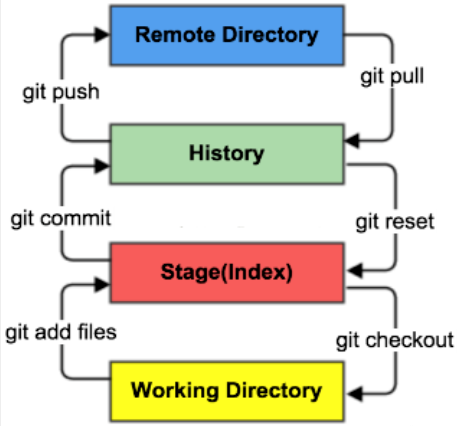 Remote Directory
git push
git pull
History
git commit
git reset
Stage(Index)
git add files
git checkout
Working Directory